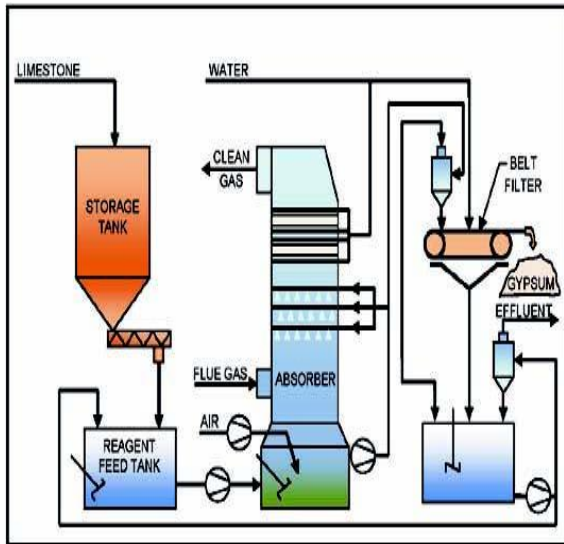 LIMESTONE
WATER
CLEAN
GAS
BELT
FILTER
STORAGE
TANK
GYPSUM
EFFLUENT
FLUE GAS
ABSORBER
AIR
REAGENT
FEED TANK